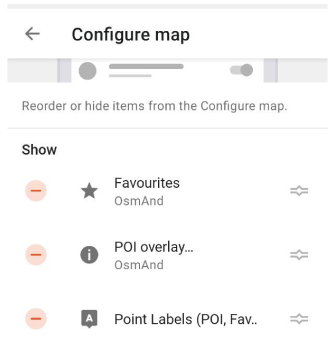 Configure map
Reorder or hide items from the Configure map.
Show
Favourites
OsmAnd
POI overlay...
OsmAnd
A
Point Labels (POI, Fav..